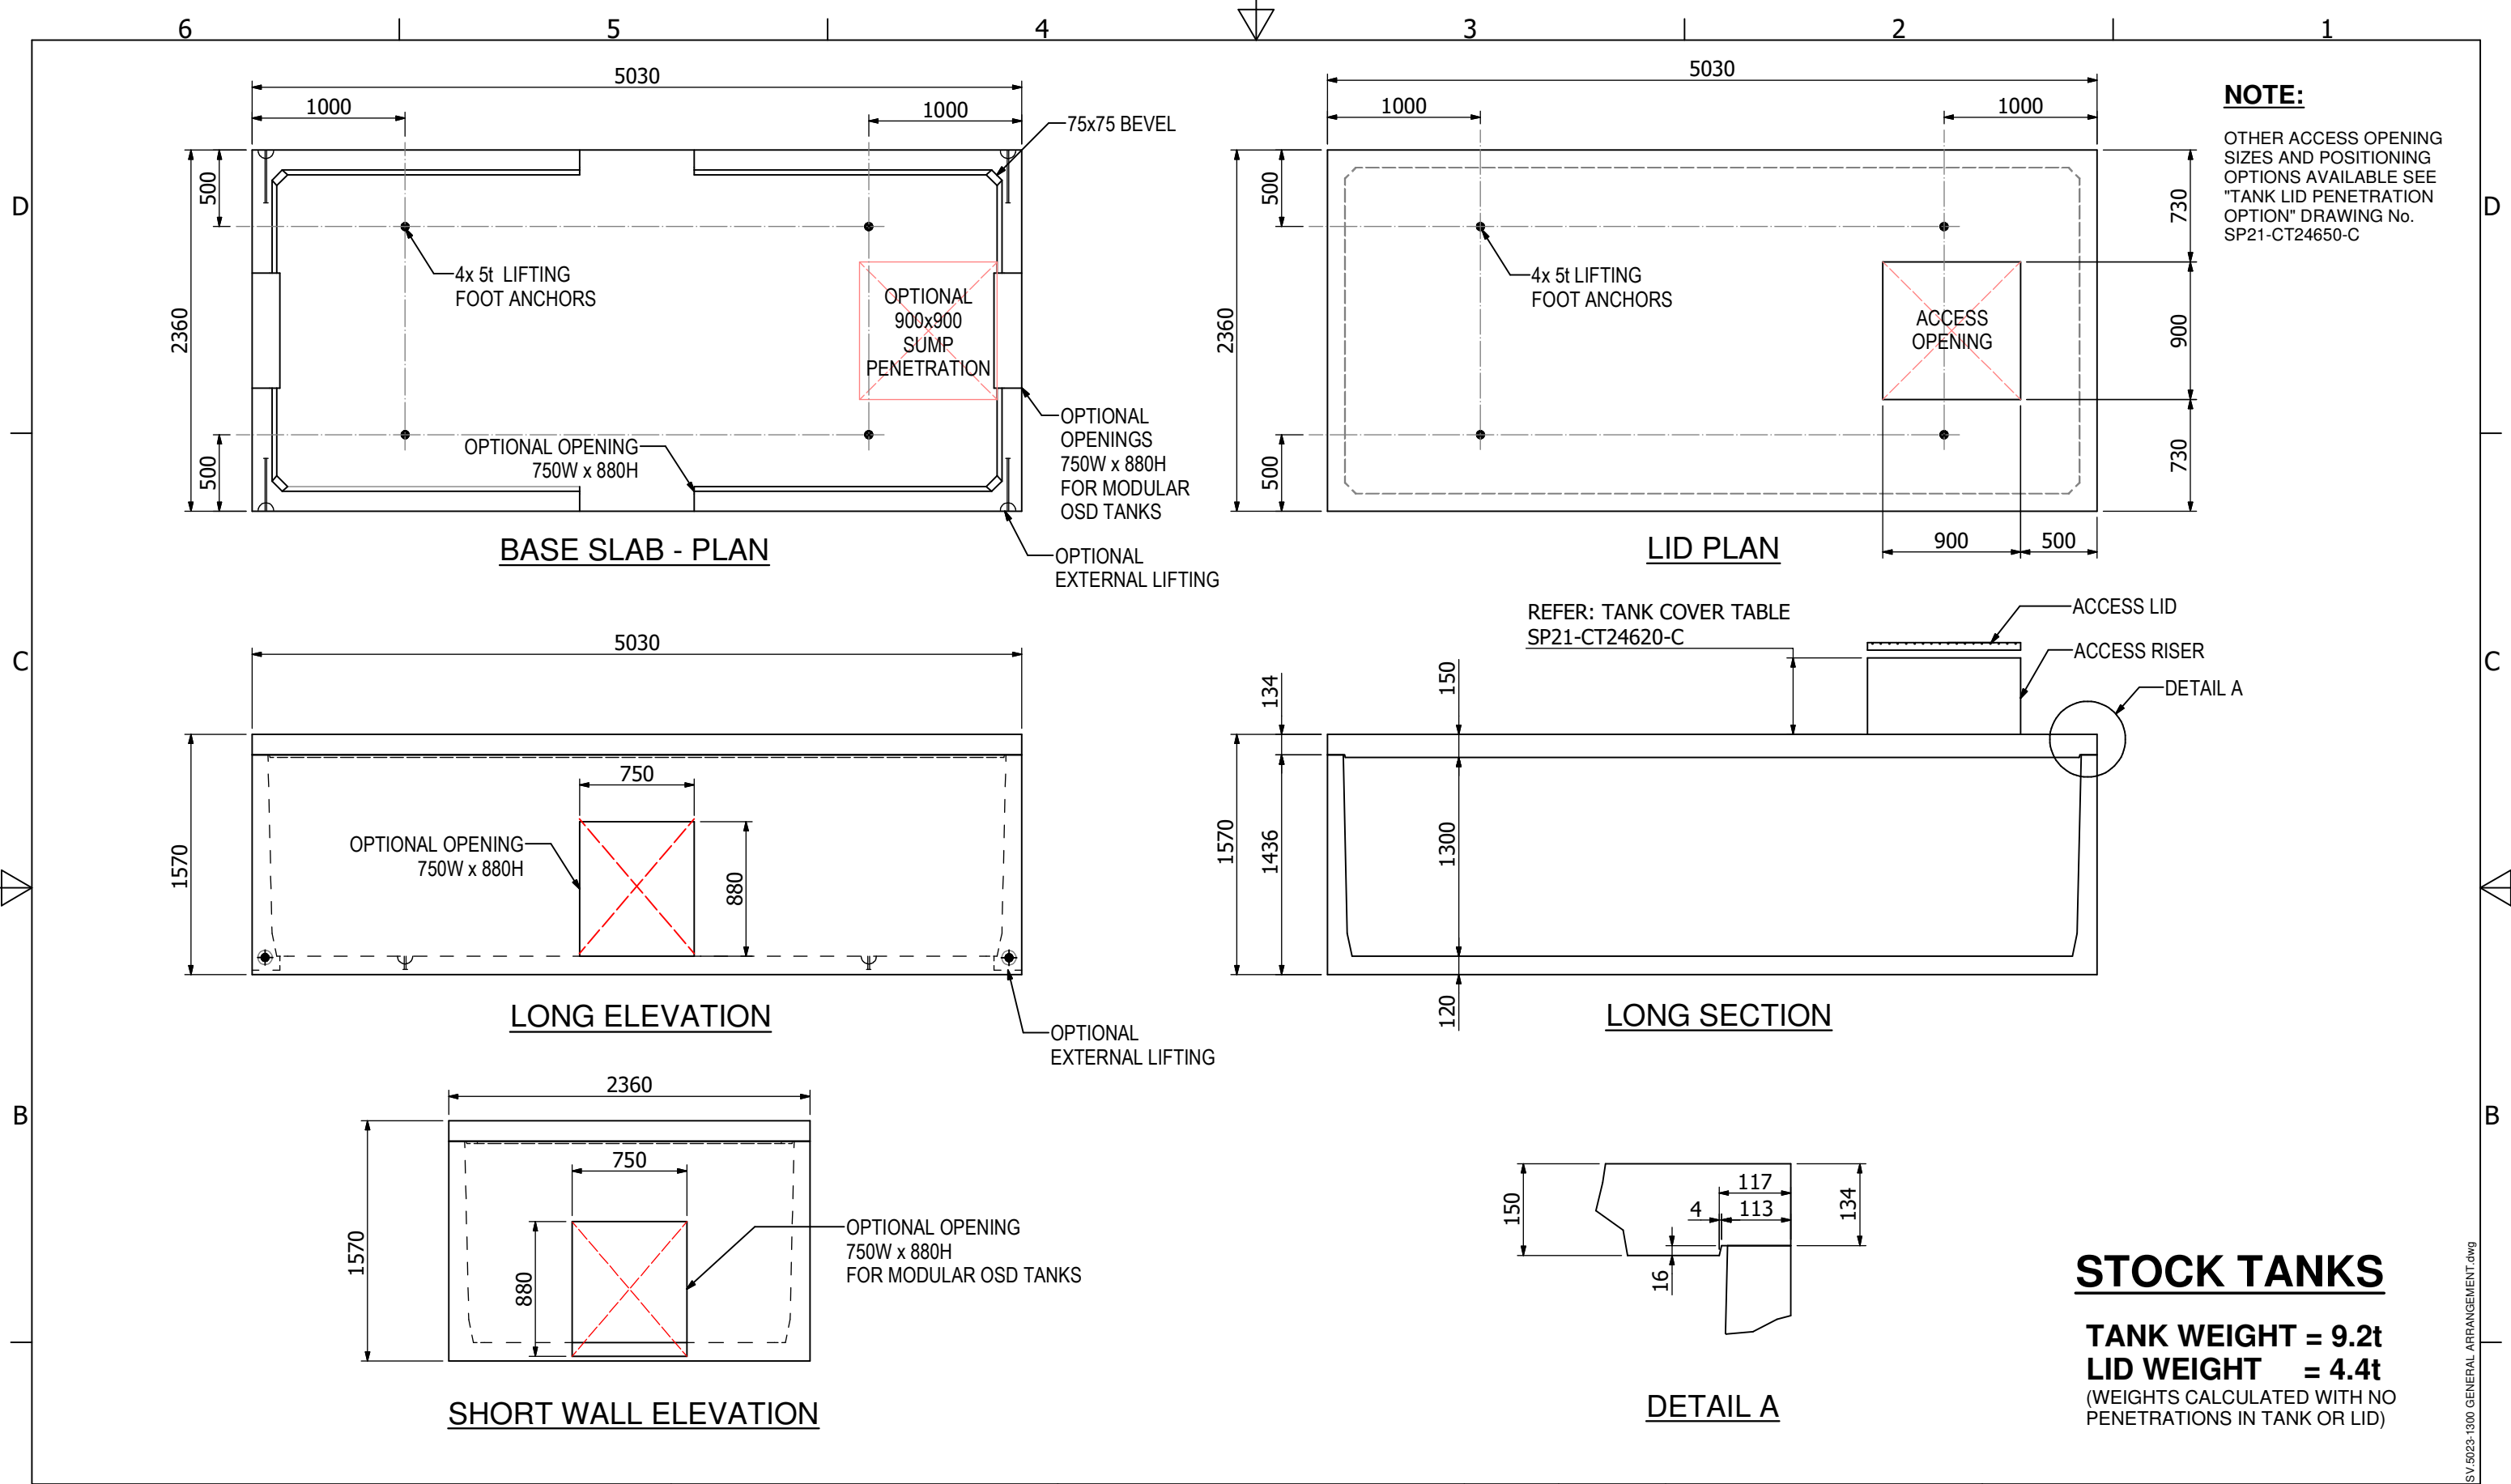 6 5 4 3 2 1
D
D
C
C
B
B
5030
1000
1000
75x75 BEVEL
500
2360
500
4x 5t LIFTING
FOOT ANCHORS
OPTIONAL
900x900
SUMP
PENETRATION
OPTIONAL OPENING
750W x 880H
OPTIONAL
OPENINGS
750W x 880H
FOR MODULAR
OSD TANKS
OPTIONAL
EXTERNAL LIFTING
BASE SLAB - PLAN
5030
1000
1000
500
2360
500
4x 5t LIFTING
FOOT ANCHORS
ACCESS
OPENING
730
900
730
900
500
LID PLAN
NOTE:
OTHER ACCESS OPENING
SIZES AND POSITIONING
OPTIONS AVAILABLE SEE
"TANK LID PENETRATION
OPTION" DRAWING No.
SP21-CT24650-C
5030
1570
750
880
OPTIONAL OPENING
750W x 880H
LONG ELEVATION
OPTIONAL
EXTERNAL LIFTING
REFER: TANK COVER TABLE
SP21-CT24620-C
ACCESS LID
ACCESS RISER
DETAIL A
134
150
1570
1436
1300
120
LONG SECTION
2360
1570
750
880
OPTIONAL OPENING
750W x 880H
FOR MODULAR OSD TANKS
SHORT WALL ELEVATION
150
117
4
113
134
16
DETAIL A
STOCK TANKS
TANK WEIGHT = 9.2t
LID WEIGHT = 4.4t
(WEIGHTS CALCULATED WITH NO
PENETRATIONS IN TANK OR LID)
SV.5023-1300 GENERAL ARRANGEMENT.dwg